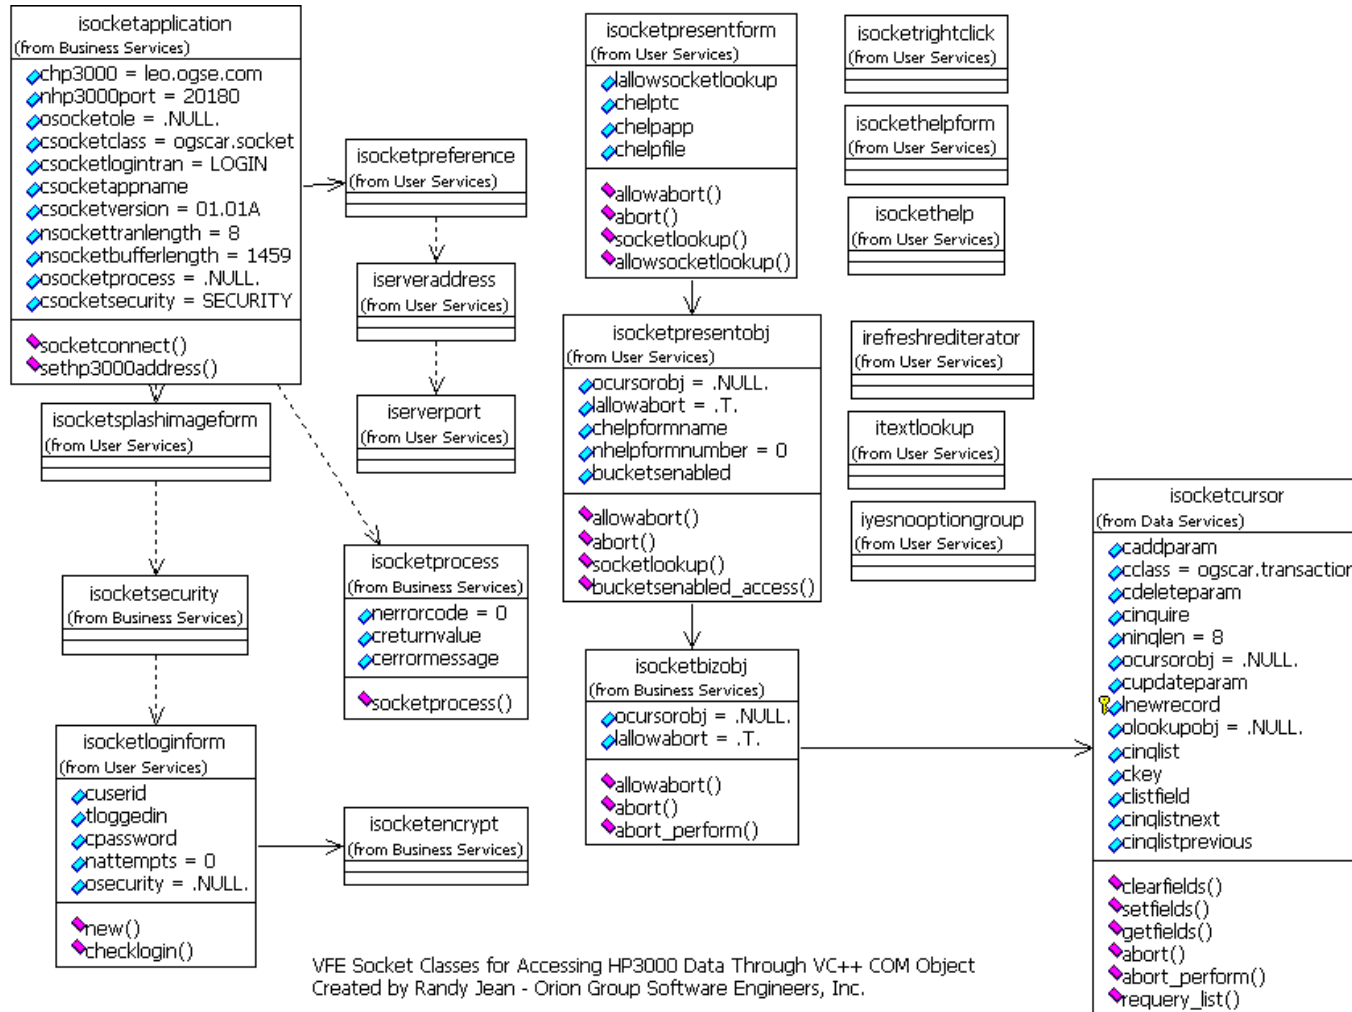 isocketapplication
(from Business Services)
chp3000 = leo.ogse.com
nhp3000port = 20180
osocketole = .NULL.
csocketclass = ogscar.socket
csocketlogintran = LOGIN
csocketappname
csocketversion = 01.01A
nsockettranlength = 8
nsocketbufferlength = 1459
osocketprocess = .NULL.
csocketsecurity = SECURITY
socketconnect()
sethp3000address()
isocketpreference
(from User Services)
iserveraddress
(from User Services)
iserverport
(from User Services)
isocketsplashimageform
(from User Services)
isocketsecurity
(from User Services)
isocketloginform
(from User Services)
cuserid
tloggedin
cpassword
nattempts = 0
osecurity = .NULL.
new()
checklogin()
isocketprocess
(from Business Services)
nerrorcode = 0
creturnvalue
cerrormessage
socketprocess()
isocketencrypt
(from Business Services)
isocketpresentform
(from User Services)
lallowsocketlookup
chelptc
chelpapp
chelpfile
allowabort()
abort()
socketlookup()
allowsocketlookup()
isocketpresentobj
(from User Services)
ocursorobj = .NULL.
lallowabort = .T.
chelpformname
nhelpformnumber = 0
bucketsenabled
allowabort()
abort()
socketlookup()
bucketsenabled_access()
isocketbizobj
(from Business Services)
ocursorobj = .NULL.
lallowabort = .T.
allowabort()
abort()
abort_perform()
isocketrightclick
(from User Services)
isockethelpform
(from User Services)
isockethelp
(from User Services)
irefreshrediterator
(from User Services)
itextlookup
(from User Services)
iyesnooptiongroup
(from User Services)
isocketcursor
(from Data Services)
caddparam
cclass = ogscar.transaction
cdeleteparam
cinquire
ninqlen = 8
ocursorobj = .NULL.
cupdateparam
lnewrecord
olookupobj = .NULL.
cinqlist
ckey
clistfield
cinqlistnext
cinqlistprevious
clearfields()
setfields()
getfields()
abort()
abort_perform()
requery_list()
VFE Socket Classes for Accessing HP3000 Data Through VC++ COM Object
Created by Randy Jean - Orion Group Software Engineers, Inc.